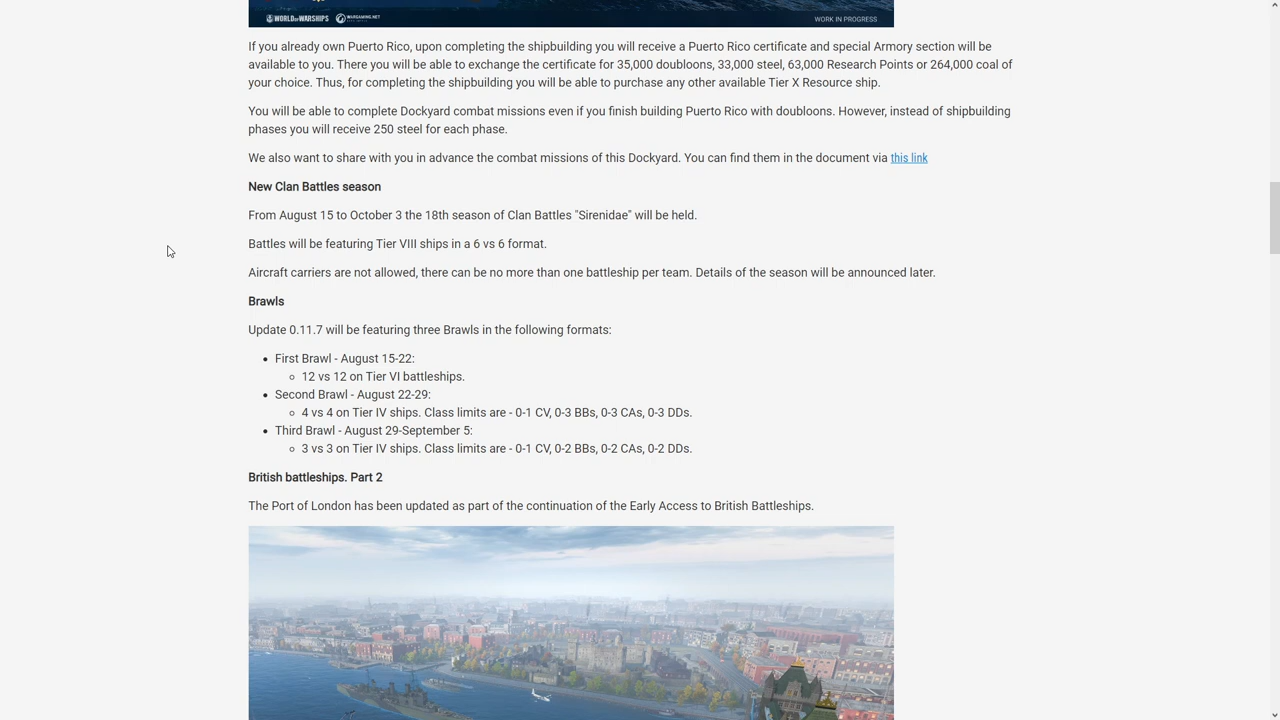 WORLD OF WARSHIPS WARGAMING.NET WORK IN PROGRESS
If you already own Puerto Rico, upon completing the shipbuilding you will receive a Puerto Rico certificate and special Armory section will be
available to you. There you will be able to exchange the certificate for 35,000 doubloons, 33,000 steel, 63,000 Research Points or 264,000 coal of
your choice. Thus, for completing the shipbuilding you will be able to purchase any other available Tier X Resource ship.
You will be able to complete Dockyard combat missions even if you finish building Puerto Rico with doubloons. However, instead of shipbuilding
phases you will receive 250 steel for each phase.
We also want to share with you in advance the combat missions of this Dockyard. You can find them in the document via this link
New Clan Battles season
From August 15 to October 3 the 18th season of Clan Battles "Sirenidae" will be held.
Battles will be featuring Tier VIII ships in a 6 vs 6 format.
Aircraft carriers are not allowed, there can be no more than one battleship per team. Details of the season will be announced later.
Brawls
Update 0.11.7 will be featuring three Brawls in the following formats:
• First Brawl - August 15-22:
○ 12 vs 12 on Tier VI battleships.
• Second Brawl - August 22-29:
○ 4 vs 4 on Tier IV ships. Class limits are - 0-1 CV, 0-3 BBs, 0-3 CAs, 0-3 DDs.
• Third Brawl - August 29-September 5:
○ 3 vs 3 on Tier IV ships. Class limits are - 0-1 CV, 0-2 BBs, 0-2 CAs, 0-2 DDs.
British battleships. Part 2
The Port of London has been updated as part of the continuation of the Early Access to British Battleships.